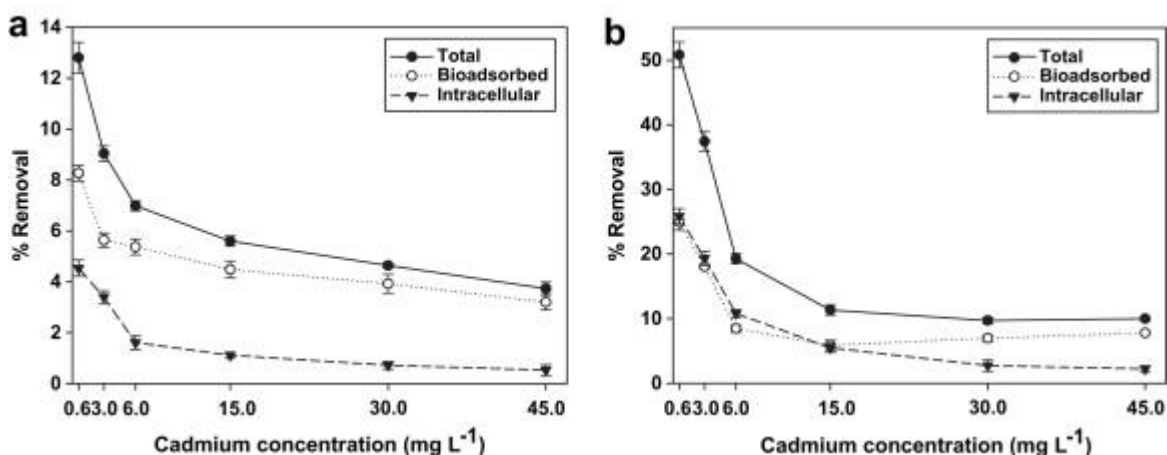 a
14
12
10
8
6
4
2
0
% Removal
Total
Bioadsorbed
Intracellular
0.63.0 6.0 15.0 30.0 45.0
Cadmium concentration (mg L⁻¹)
b
50
40
30
20
10
0
% Removal
Total
Bioadsorbed
Intracellular
0.63.0 6.0 15.0 30.0 45.0
Cadmium concentration (mg L⁻¹)